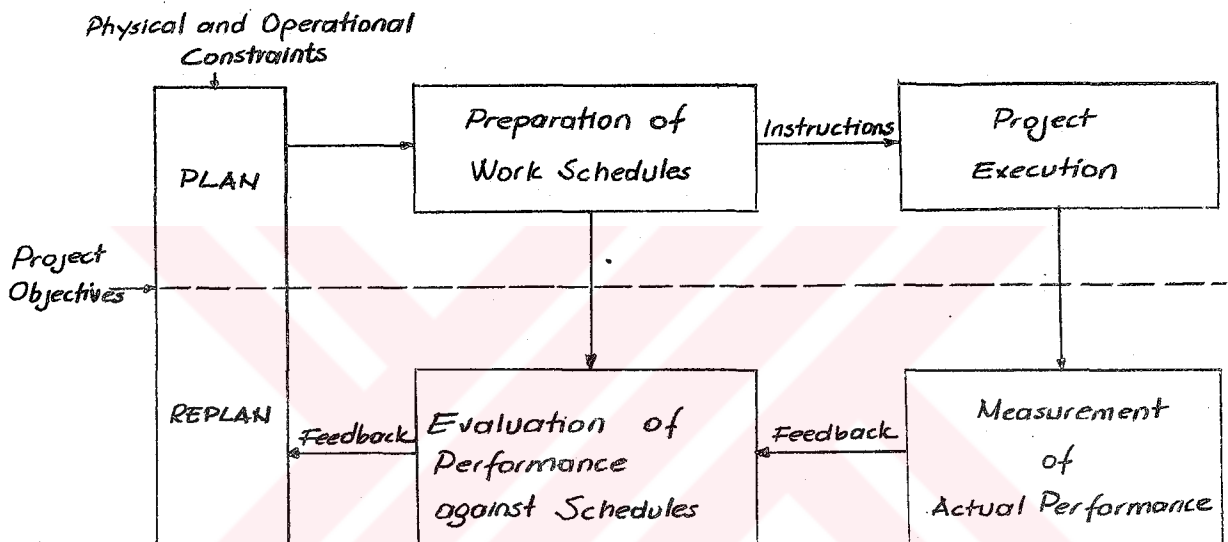 Physical and Operational
Constraints
PLAN
Preparation of
Work Schedules
Instructions
Project
Execution
Project
Objectives
REPLAN
Feedback
Evaluation of
Performance
against Schedules
Feedback
Measurement
of
Actual Performance